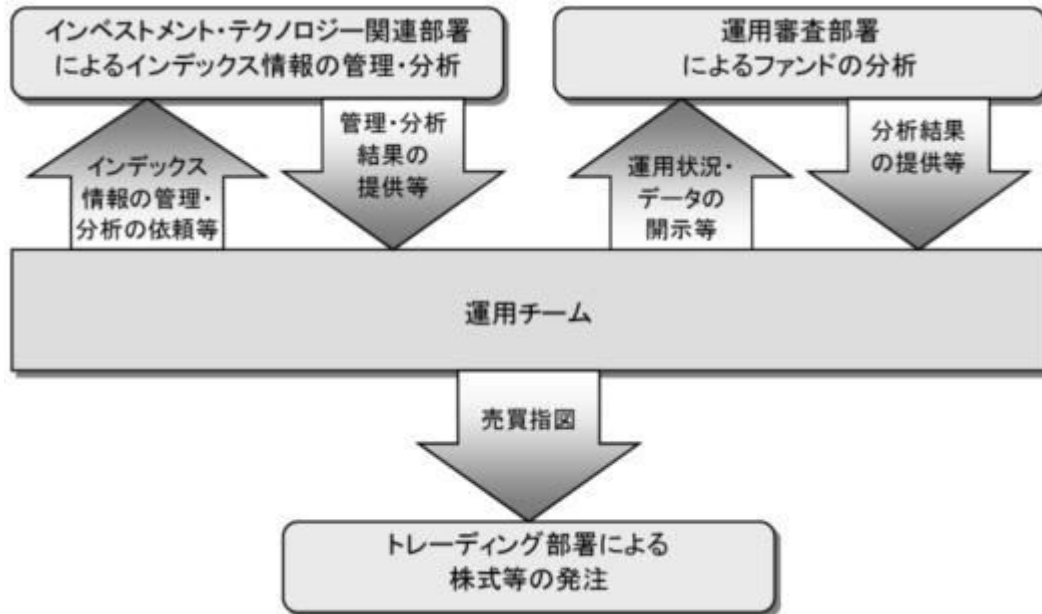 インベストメント・テクノロジー関連部署
によるインデックス情報の管理・分析
運用審査部署
によるファンドの分析
インデックス
情報の管理・
分析の依頼等
管理・分析
結果の
提供等
運用状況・
データの
開示等
分析結果
の提供等
運用チーム
売買指図
トレーディング部署による
株式等の発注